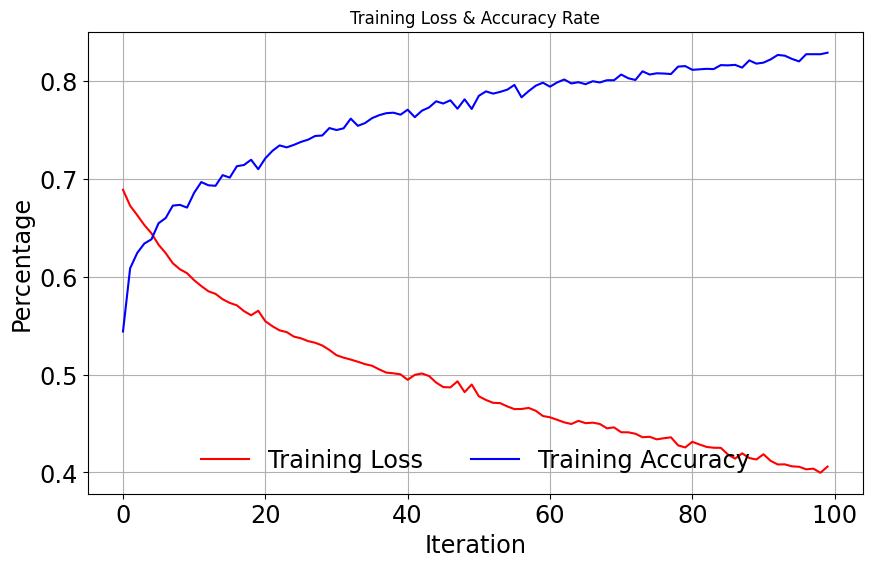 Training Loss & Accuracy Rate
Percentage
0.8
0.7
0.6
0.5
0.4
Training Loss Training Accuracy
0 20 40 60 80 100
Iteration